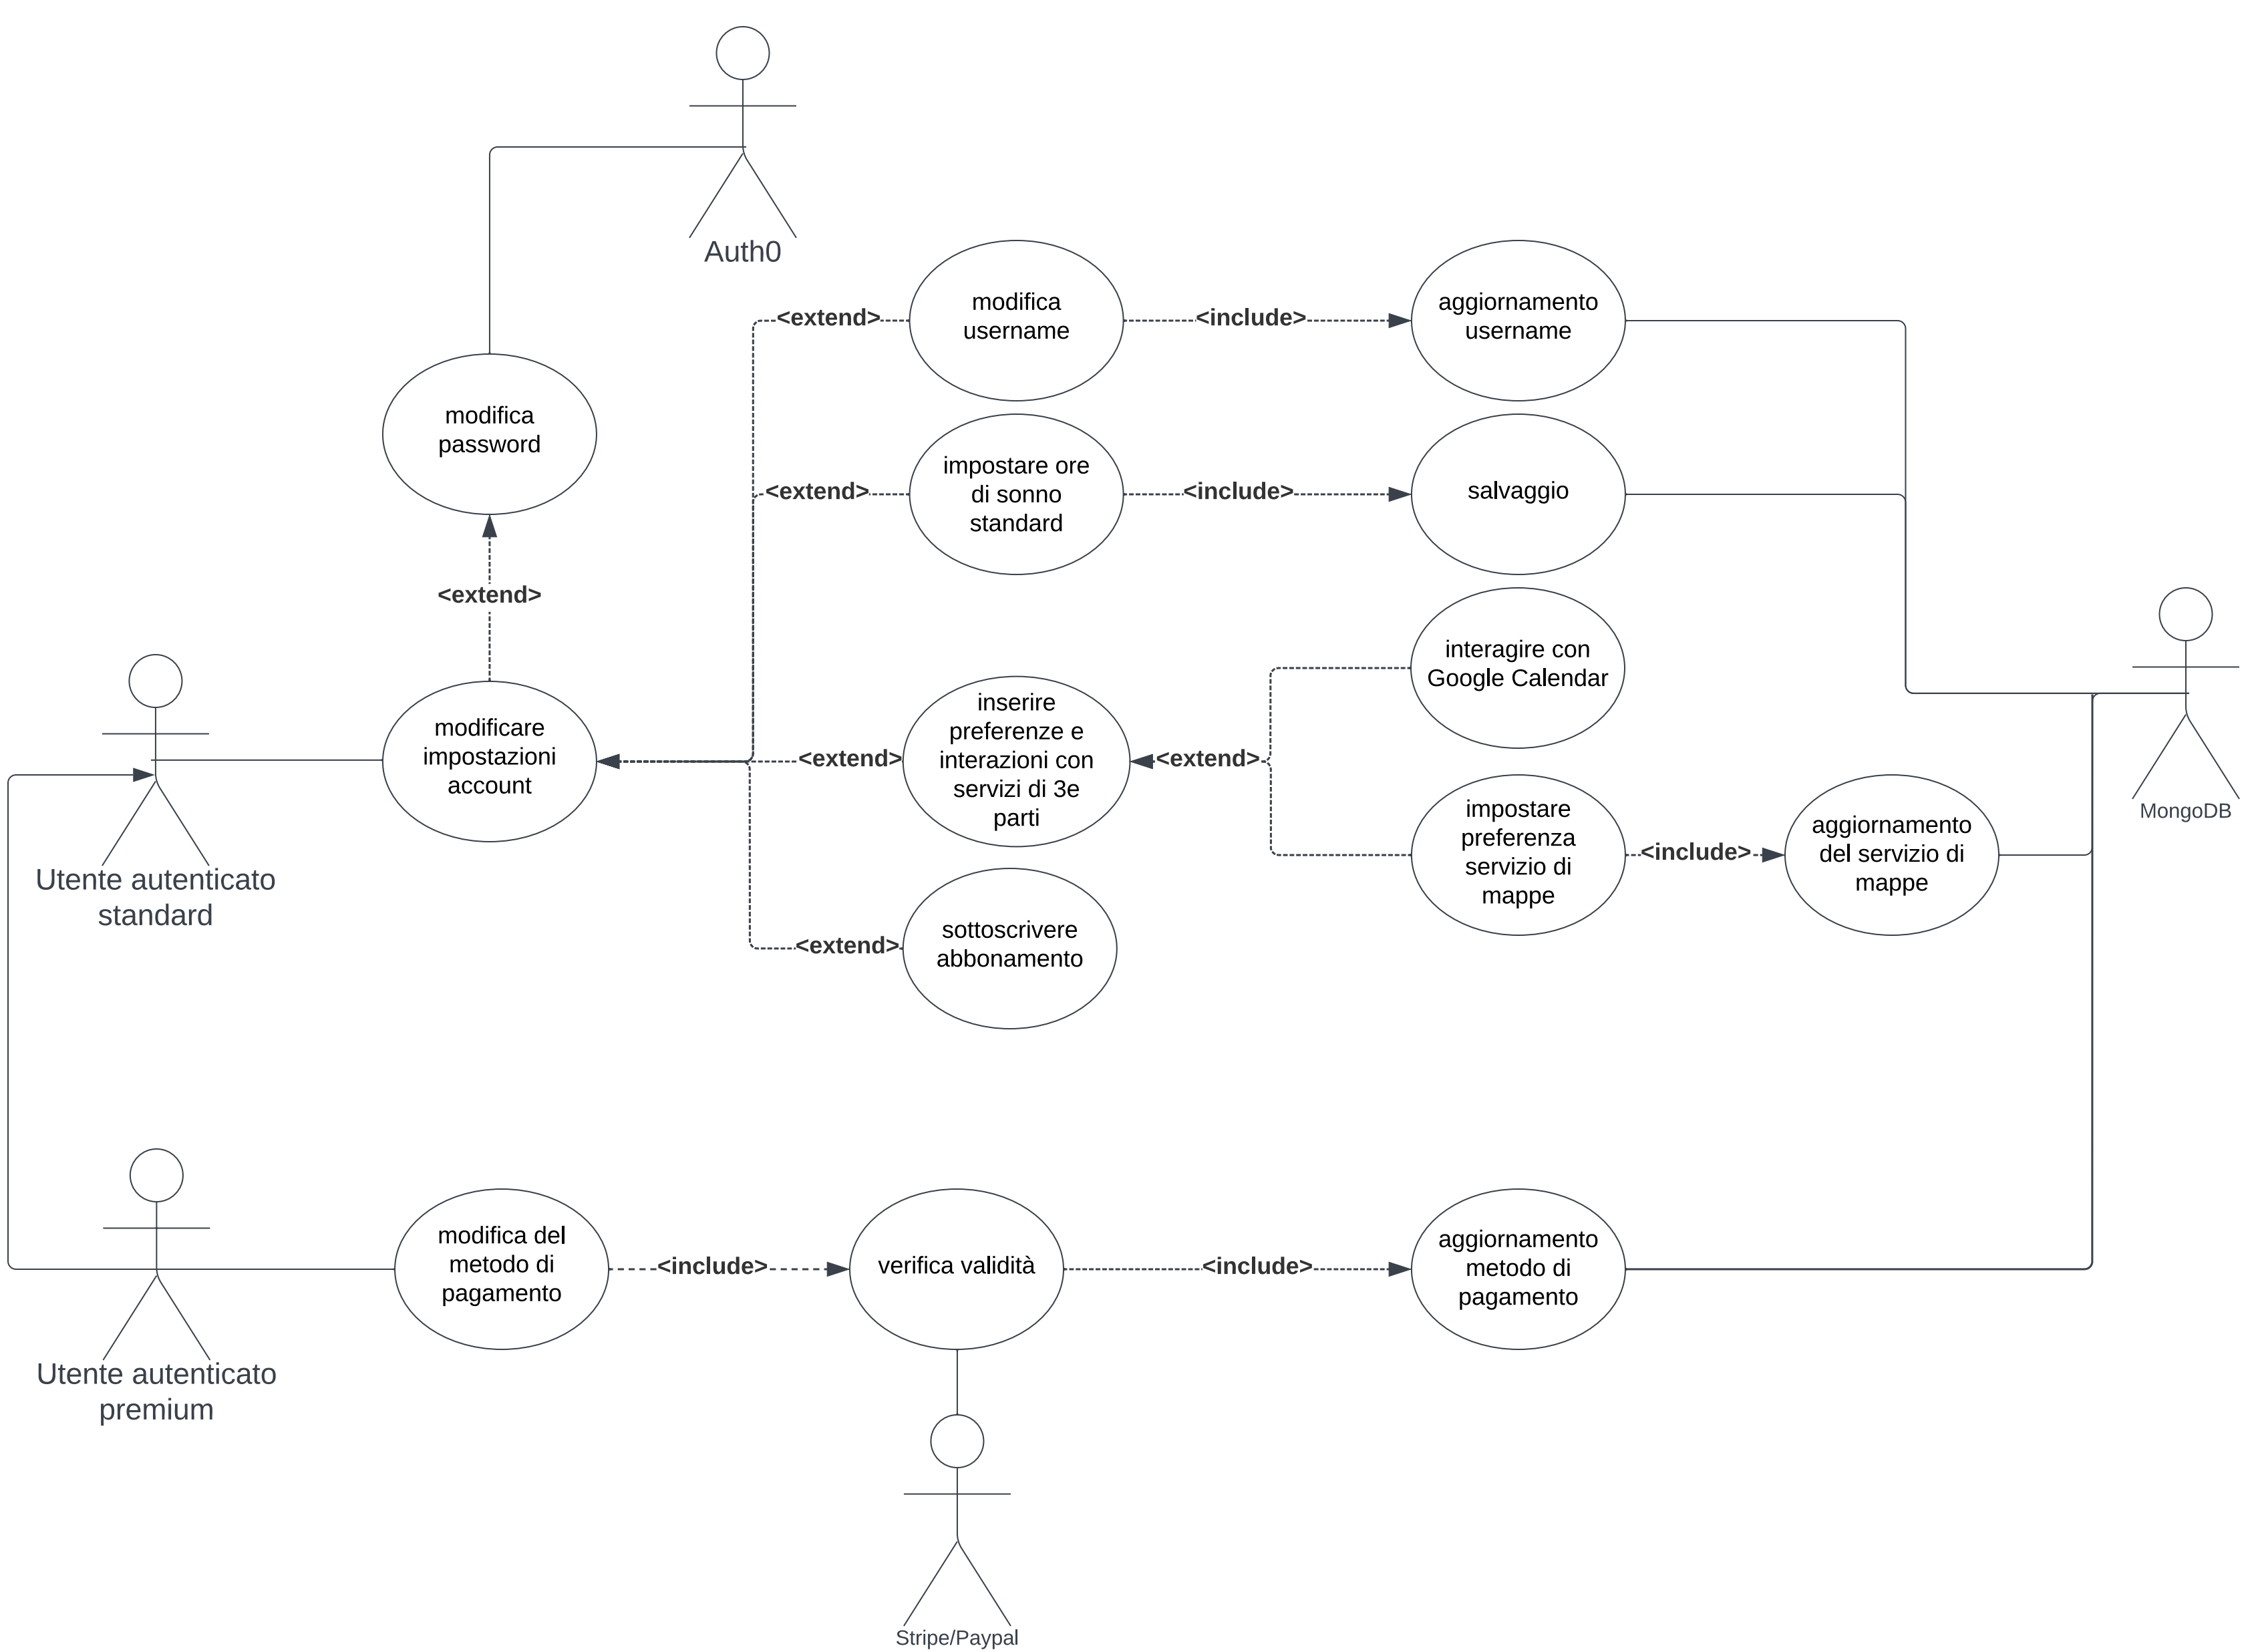 Auth0
modifica
username
<extend>
<include>
aggiornamento
username
modifica
password
impostare ore
di sonno
standard
<extend>
<include>
salvaggio
<extend>
interagire con
Google Calendar
modificare
impostazioni
account
<extend>
inserire
preferenze e
interazioni con
servizi di 3e
parti
<extend>
impostare
preferenza
servizio di
mappe
<include>
aggiornamento
del servizio di
mappe
MongoDB
Utente autenticato
standard
<extend>
sottoscrivere
abbonamento
modifica del
metodo di
pagamento
<include>
verifica validità
<include>
aggiornamento
metodo di
pagamento
Utente autenticato
premium
Stripe/Paypal